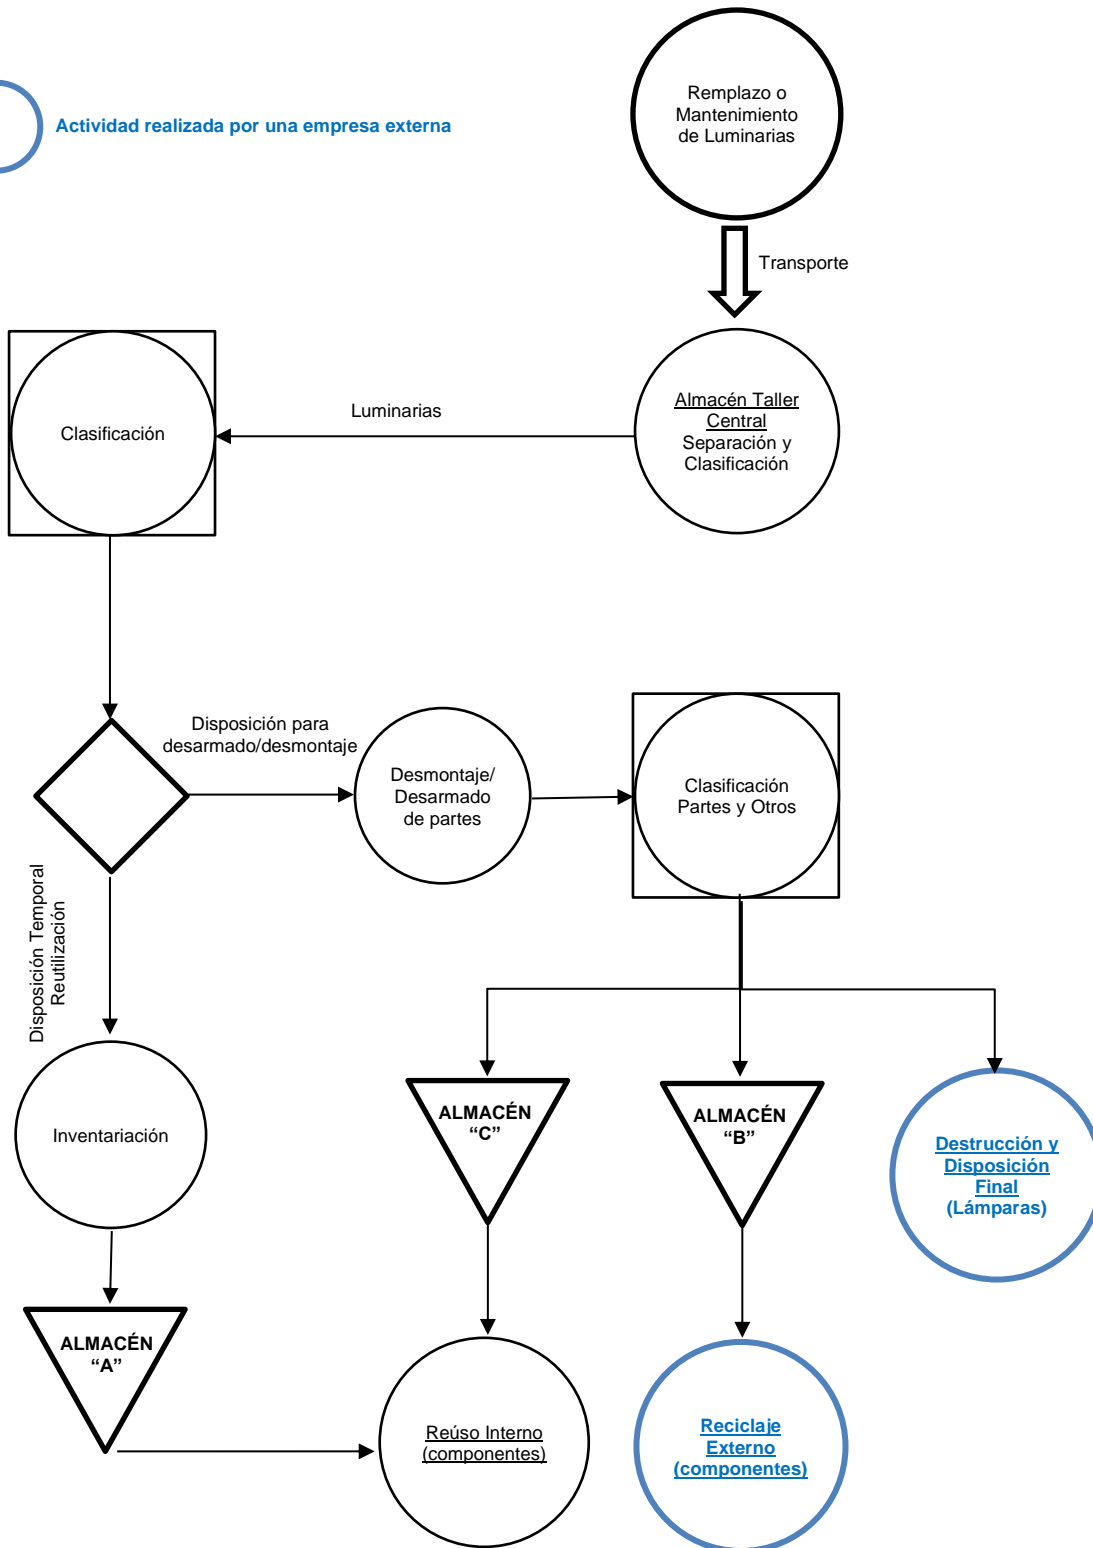 Actividad realizada por una empresa externa
Remplazo o
Mantenimiento
de Luminarias
Transporte
Almacén Taller
Central
Separación y
Clasificación
Luminarias
Clasificación
Disposición para
desarmado/desmontaje
Desmontaje/
Desarmado
de partes
Clasificación
Partes y Otros
Disposición Temporal
Reutilización
Inventariación
ALMACÉN
“C”
ALMACÉN
“B”
Destrucción y
Disposición
Final
(Lámparas)
ALMACÉN
“A”
Reúso Interno
(componentes)
Reciclaje
Externo
(componentes)